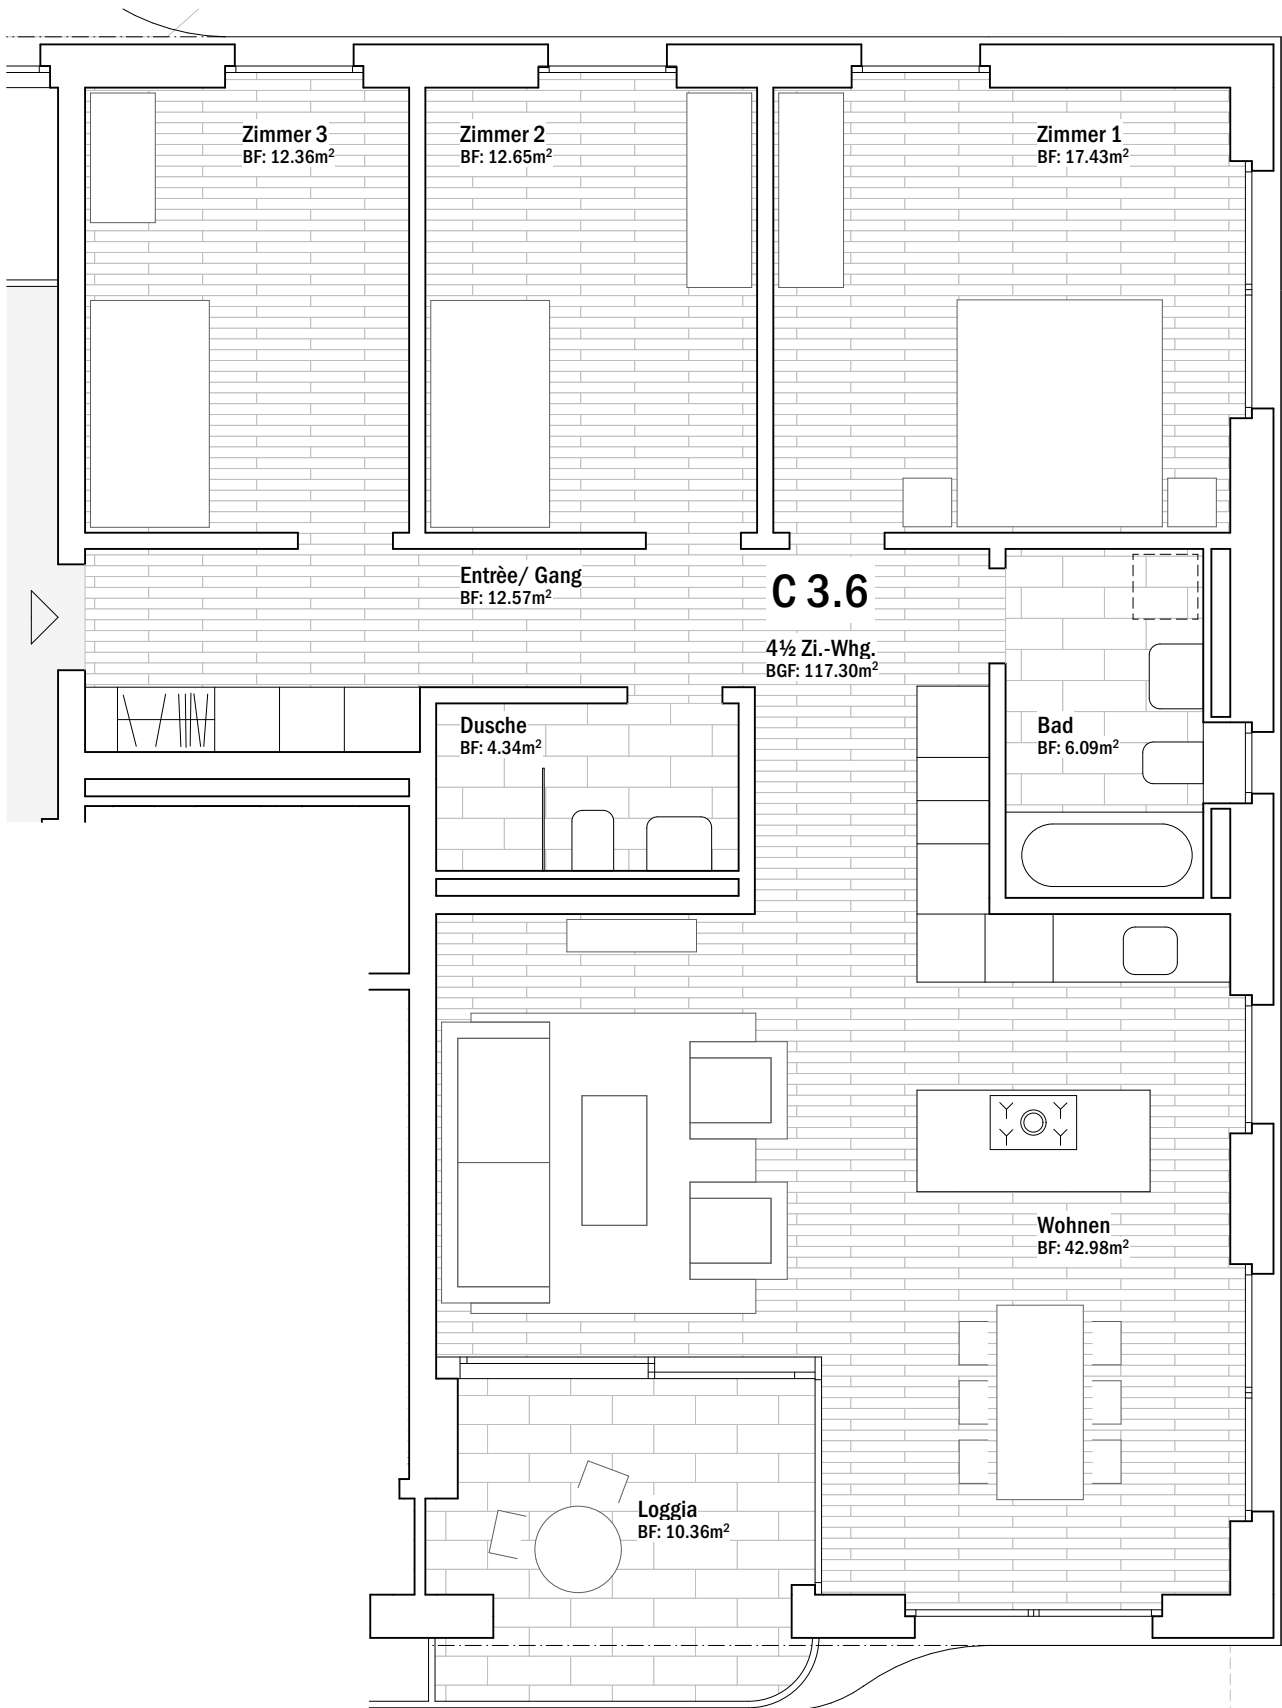 Zimmer 3
BF: 12.36m²
Zimmer 2
BF: 12.65m²
Zimmer 1
BF: 17.43m²
Entrèe/ Gang
BF: 12.57m²
C 3.6
4½ Zi.-Whg.
BGF: 117.30m²
Dusche
BF: 4.34m²
Bad
BF: 6.09m²
Wohnen
BF: 42.98m²
Loggia
BF: 10.36m²